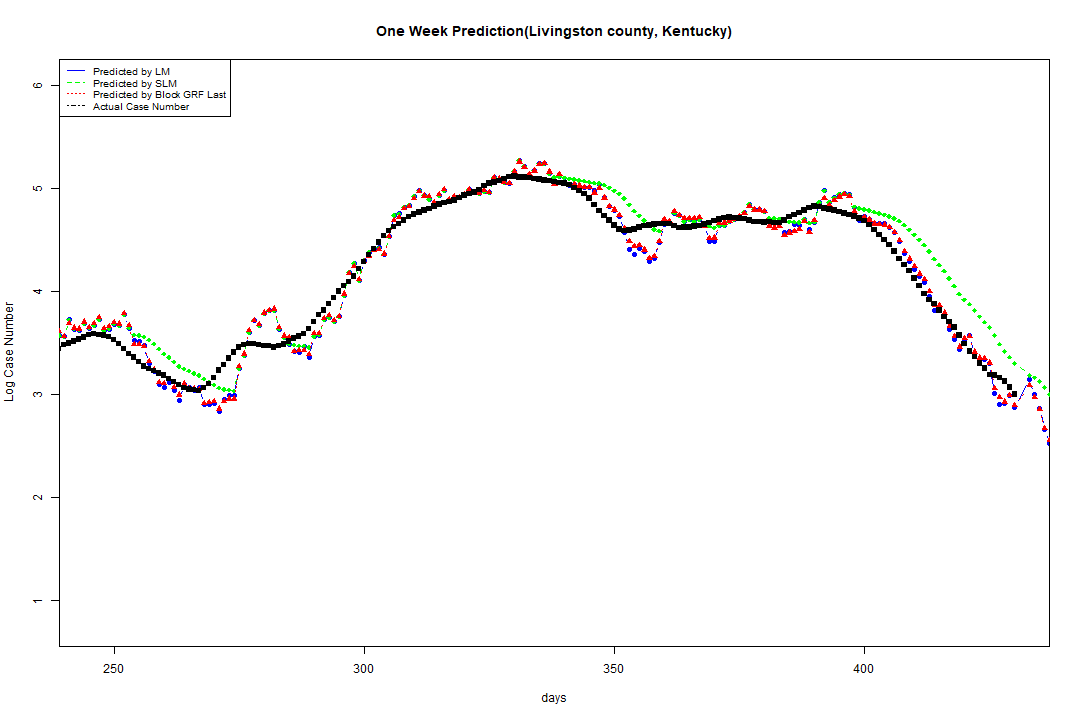 One Week Prediction(Livingston county, Kentucky)
Predicted by LM
Predicted by SLM
Predicted by Block GRF Last
Actual Case Number
6
5
4
3
2
1
Log Case Number
250
300
350
400
days